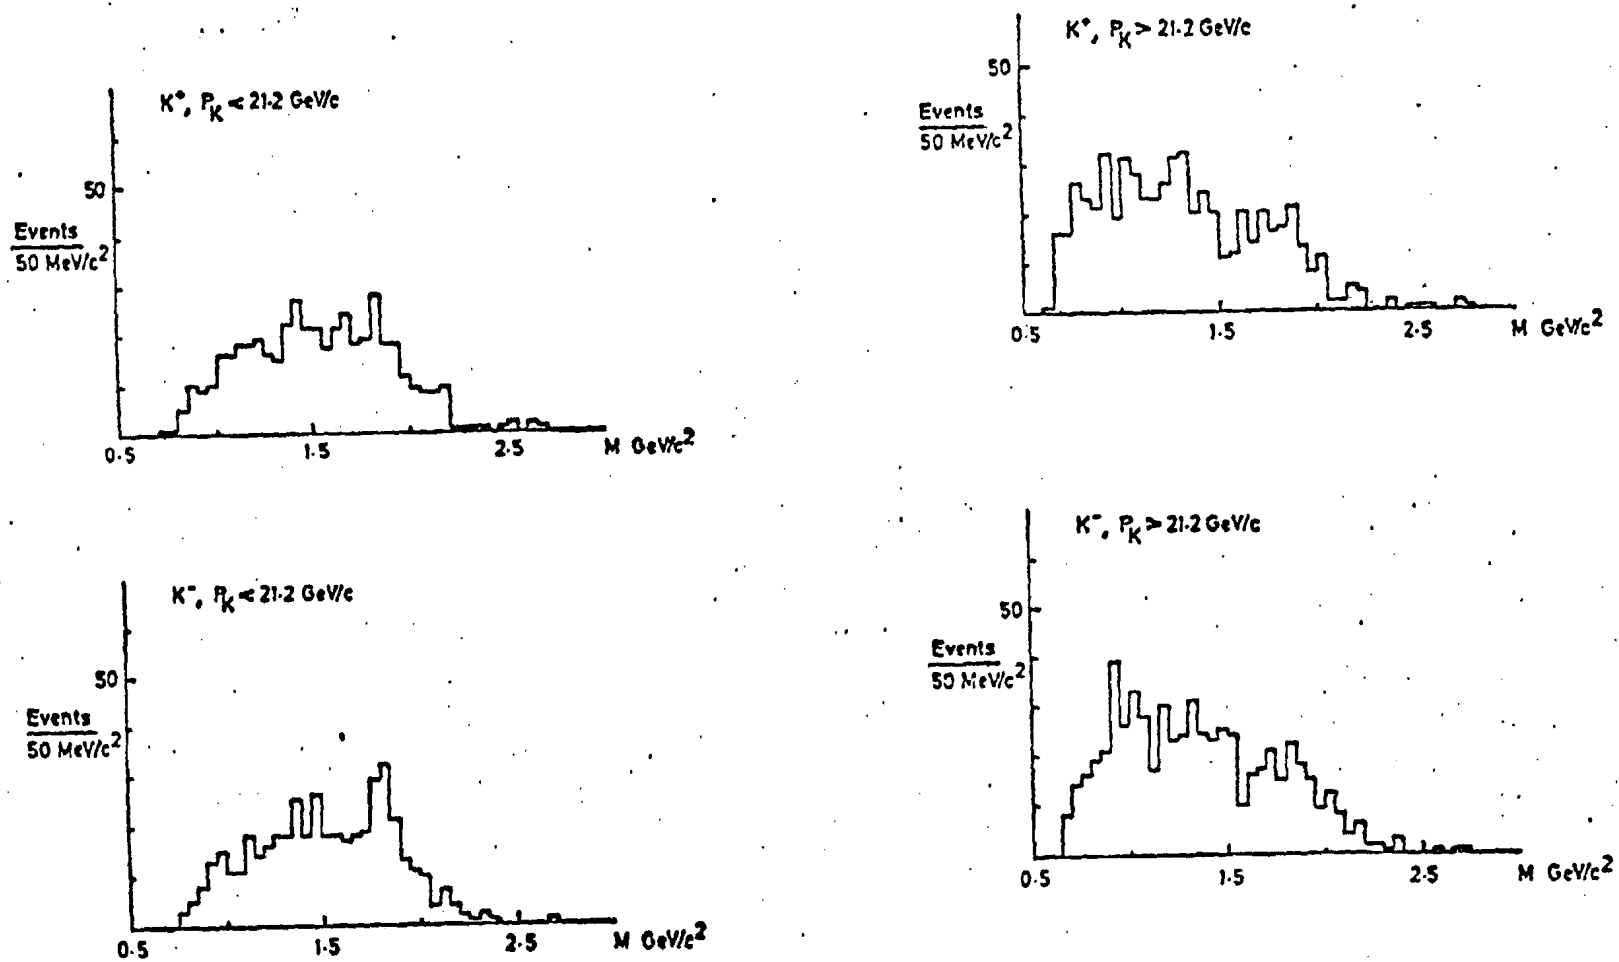 K⁺, P_K < 21.2 GeV/c
50
Events
50 MeV/c²
0.5
1.5
2.5
M GeV/c²
K⁺, P_K > 21.2 GeV/c
50
Events
50 MeV/c²
0.5
1.5
2.5
M GeV/c²
K⁻, P_K < 21.2 GeV/c
50
Events
50 MeV/c²
0.5
1.5
2.5
M GeV/c²
K⁻, P_K > 21.2 GeV/c
50
Events
50 MeV/c²
0.5
1.5
2.5
M GeV/c²